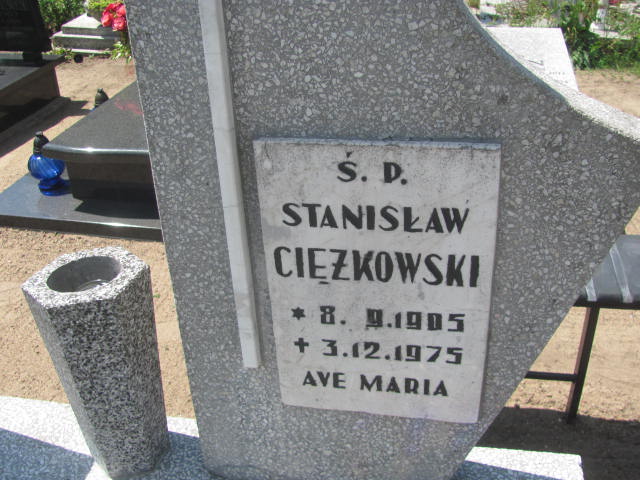 Ś. D.
STANISŁAW
CIĘŻKOWSKI
* 8. 9.1905
+ 3.12.1975
AVE MARIA